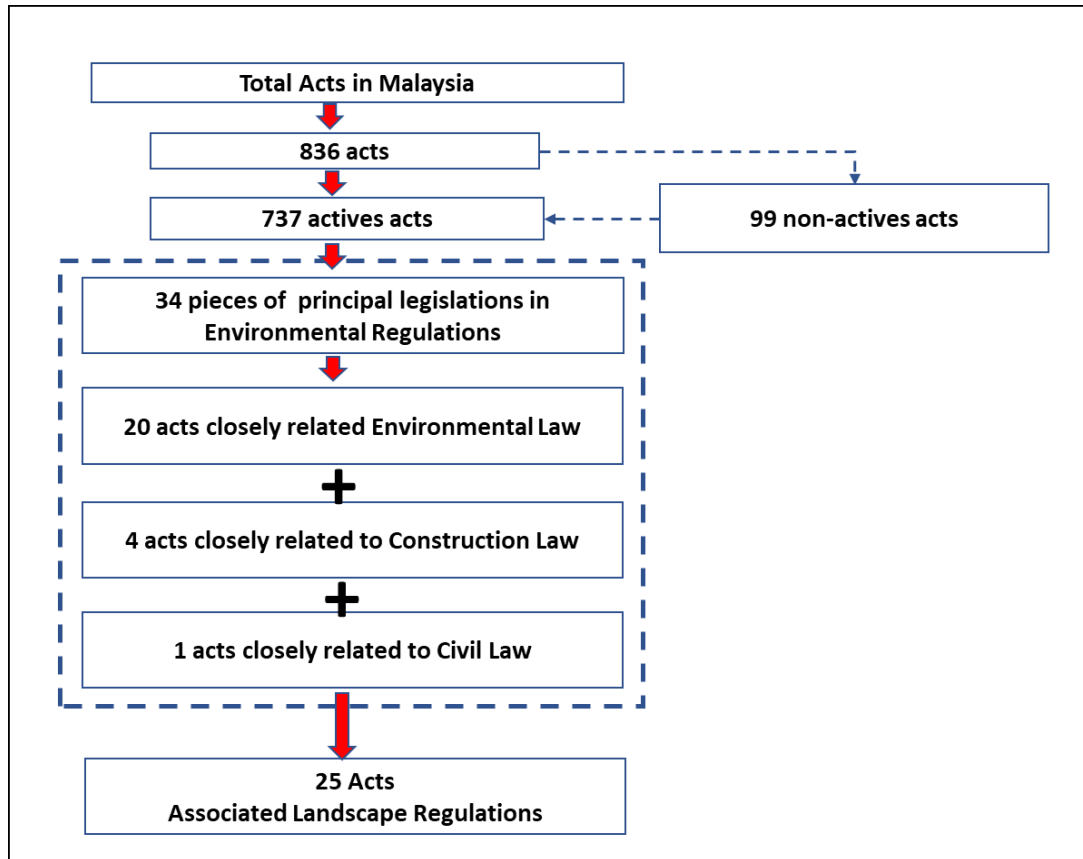 Total Acts in Malaysia
836 acts
737 actives acts
99 non-actives acts
34 pieces of principal legislations in
Environmental Regulations
20 acts closely related Environmental Law
+
4 acts closely related to Construction Law
+
1 acts closely related to Civil Law
25 Acts
Associated Landscape Regulations